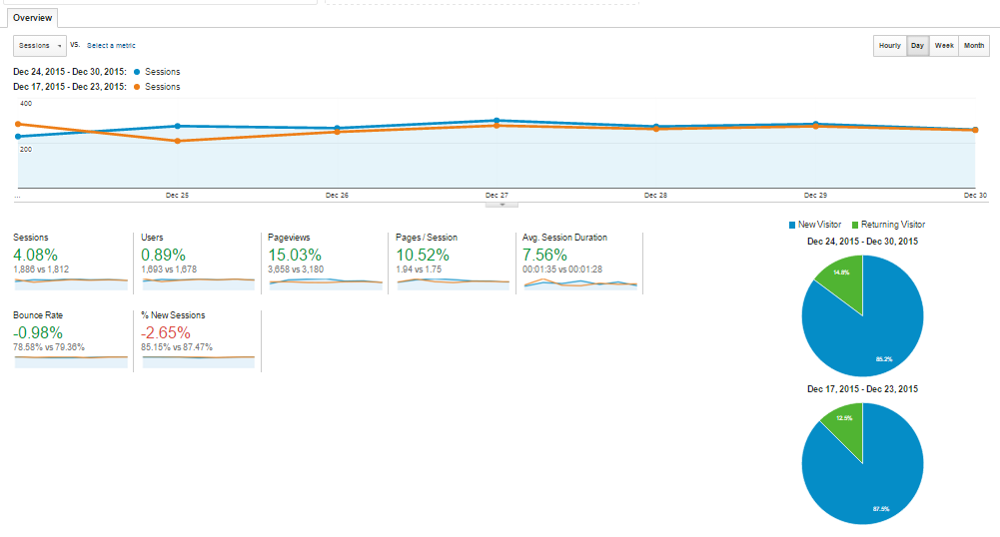 Overview
Sessions VS. Select a metric
Hourly Day Week Month
Dec 24, 2015 - Dec 30, 2015: Sessions
Dec 17, 2015 - Dec 23, 2015: Sessions
400
200
... Dec 25 Dec 26 Dec 27 Dec 28 Dec 29 Dec 30
Sessions
4.08%
1,886 vs 1,812
Users
0.89%
1,693 vs 1,678
Pageviews
15.03%
3,658 vs 3,180
Pages / Session
10.52%
1.94 vs 1.75
Avg. Session Duration
7.56%
00:01:35 vs 00:01:28
Bounce Rate
-0.98%
78.58% vs 79.36%
% New Sessions
-2.65%
85.15% vs 87.47%
New Visitor Returning Visitor
Dec 24, 2015 - Dec 30, 2015
14.8%
85.2%
Dec 17, 2015 - Dec 23, 2015
12.5%
87.5%